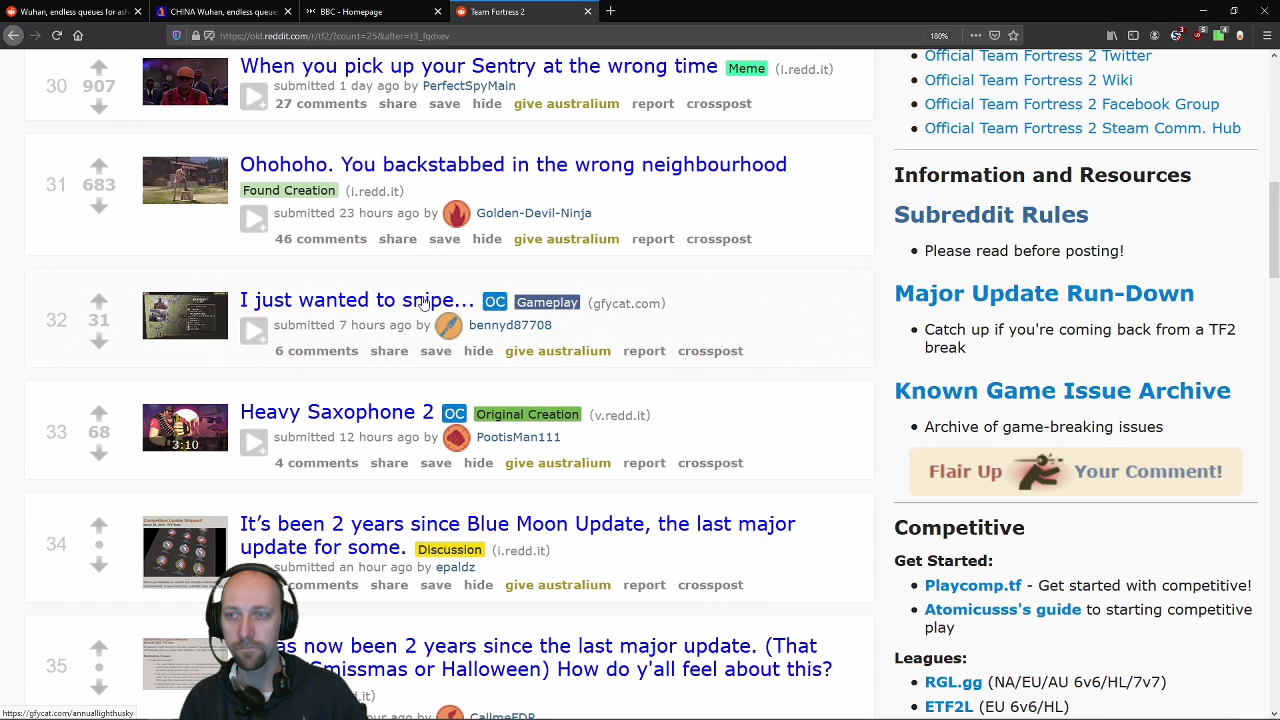 Wuhan, endless queues for ash
CHINA Wuhan, endless queues f
BBC - Homepage
Team Fortress 2
https://old.reddit.com/r/tf2/?count=25&after=t3_fqdxev
180%
30
907
When you pick up your Sentry at the wrong time Meme (i.redd.it)
submitted 1 day ago by PerfectSpyMain
27 comments share save hide give australium report crosspost
31
683
Ohohoho. You backstabbed in the wrong neighbourhood
Found Creation (i.redd.it)
submitted 23 hours ago by Golden-Devil-Ninja
46 comments share save hide give australium report crosspost
32
31
I just wanted to snipe... OC Gameplay (gfycat.com)
submitted 7 hours ago by bennyd87708
6 comments share save hide give australium report crosspost
33
68
3:10
Heavy Saxophone 2 OC Original Creation (v.redd.it)
submitted 12 hours ago by PootisMan111
4 comments share save hide give australium report crosspost
34
It's been 2 years since Blue Moon Update, the last major
update for some. Discussion (i.redd.it)
submitted an hour ago by epaldz
comments share save hide give australium report crosspost
35
as now been 2 years since the last major update. (That
issmas or Halloween) How do y'all feel about this?
it)
hour ago by CallmeFDR
https://gfycat.com/annuallighthusky
Official Team Fortress 2 Twitter
Official Team Fortress 2 Wiki
Official Team Fortress 2 Facebook Group
Official Team Fortress 2 Steam Comm. Hub
Information and Resources
Subreddit Rules
Please read before posting!
Major Update Run-Down
Catch up if you're coming back from a TF2
break
Known Game Issue Archive
Archive of game-breaking issues
Flair Up Your Comment!
Competitive
Get Started:
Playcomp.tf - Get started with competitive!
Atomicusss's guide to starting competitive
play
Leagues:
RGL.gg (NA/EU/AU 6v6/HL/7v7)
ETF2L (EU 6v6/HL)